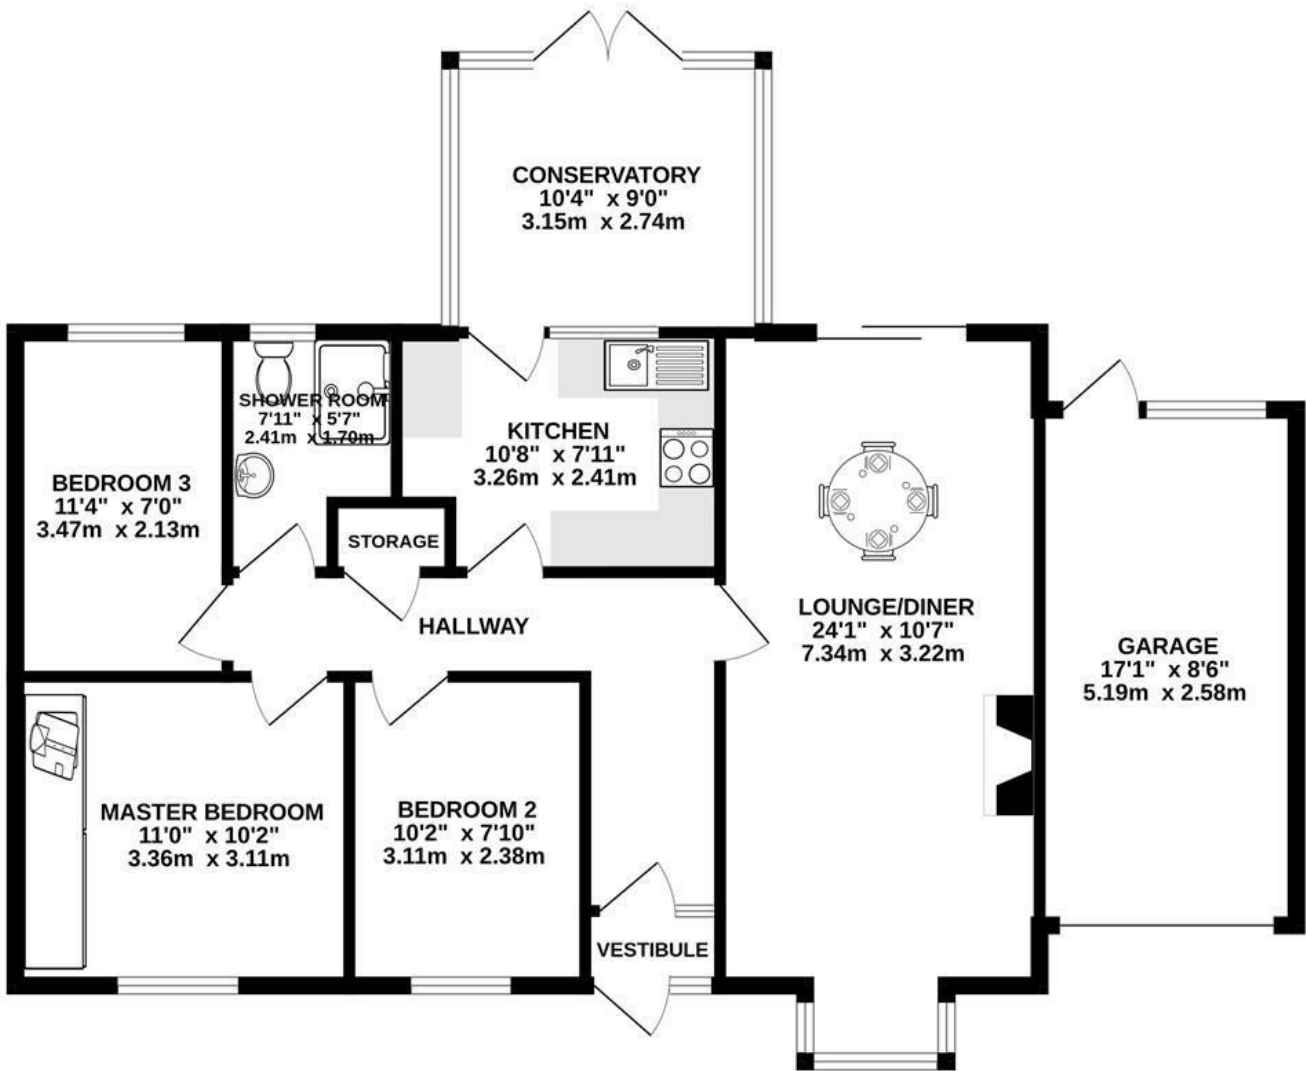 CONSERVATORY
10'4" x 9'0"
3.15m x 2.74m
SHOWER ROOM
7'11" x 5'7"
2.41m x 1.70m
KITCHEN
10'8" x 7'11"
3.26m x 2.41m
BEDROOM 3
11'4" x 7'0"
3.47m x 2.13m
STORAGE
HALLWAY
LOUNGE/DINER
24'1" x 10'7"
7.34m x 3.22m
GARAGE
17'1" x 8'6"
5.19m x 2.58m
MASTER BEDROOM
11'0" x 10'2"
3.36m x 3.11m
BEDROOM 2
10'2" x 7'10"
3.11m x 2.38m
VESTIBULE